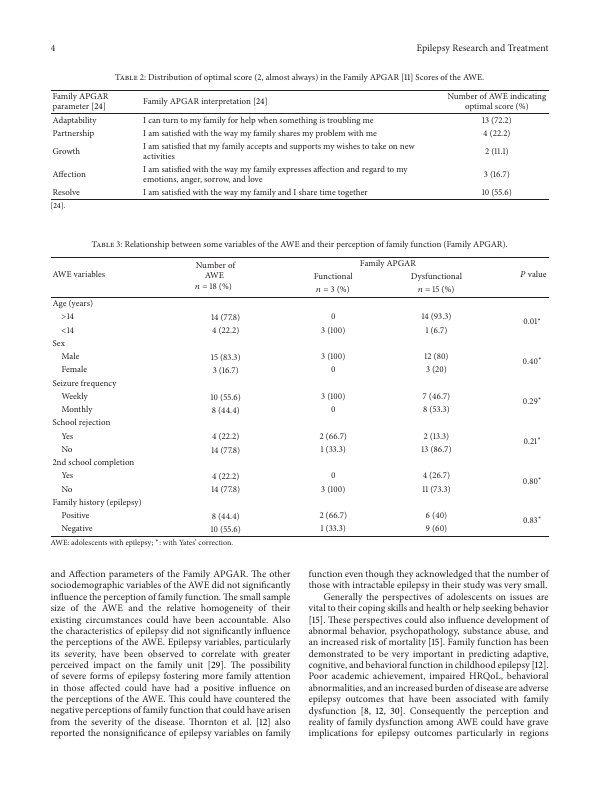 4
Epilepsy Research and Treatment
Table 2: Distribution of optimal score (2, almost always) in the Family APGAR [11] Scores of the AWE.
Family APGAR parameter [24] Family APGAR interpretation [24] Number of AWE indicating optimal score (%)
Adaptability I can turn to my family for help when something is troubling me 13 (72.2)
Partnership I am satisfied with the way my family shares my problem with me 4 (22.2)
Growth I am satisfied that my family accepts and supports my wishes to take on new activities 2 (11.1)
Affection I am satisfied with the way my family expresses affection and regard to my emotions, anger, sorrow, and love 3 (16.7)
Resolve I am satisfied with the way my family and I share time together 10 (55.6)
[24].
Table 3: Relationship between some variables of the AWE and their perception of family function (Family APGAR).
AWE variables Number of AWE n = 18 (%) Family APGAR P value
Functional n = 3 (%) Dysfunctional n = 15 (%)
Age (years)
>14 14 (77.8) 0 14 (93.3) 0.01*
<14 4 (22.2) 3 (100) 1 (6.7)
Sex
Male 15 (83.3) 3 (100) 12 (80) 0.40*
Female 3 (16.7) 0 3 (20)
Seizure frequency
Weekly 10 (55.6) 3 (100) 7 (46.7) 0.29*
Monthly 8 (44.4) 0 8 (53.3)
School rejection
Yes 4 (22.2) 2 (66.7) 2 (13.3) 0.21*
No 14 (77.8) 1 (33.3) 13 (86.7)
2nd school completion
Yes 4 (22.2) 0 4 (26.7) 0.80*
No 14 (77.8) 3 (100) 11 (73.3)
Family history (epilepsy)
Positive 8 (44.4) 2 (66.7) 6 (40) 0.83*
Negative 10 (55.6) 1 (33.3) 9 (60)
AWE: adolescents with epilepsy; *: with Yates' correction.
and Affection parameters of the Family APGAR. The other
sociodemographic variables of the AWE did not significantly
influence the perception of family function. The small sample
size of the AWE and the relative homogeneity of their
existing circumstances could have been accountable. Also
the characteristics of epilepsy did not significantly influence
the perceptions of the AWE. Epilepsy variables, particularly
its severity, have been observed to correlate with greater
perceived impact on the family unit [29]. The possibility
of severe forms of epilepsy fostering more family attention
in those affected could have had a positive influence on
the perceptions of the AWE. This could have countered the
negative perceptions of family function that could have arisen
from the severity of the disease. Thornton et al. [12] also
reported the nonsignificance of epilepsy variables on family
function even though they acknowledged that the number of
those with intractable epilepsy in their study was very small.
Generally the perspectives of adolescents on issues are
vital to their coping skills and health or help seeking behavior
[15]. These perspectives could also influence development of
abnormal behavior, psychopathology, substance abuse, and
an increased risk of mortality [15]. Family function has been
demonstrated to be very important in predicting adaptive,
cognitive, and behavioral function in childhood epilepsy [12].
Poor academic achievement, impaired HRQoL, behavioral
abnormalities, and an increased burden of disease are adverse
epilepsy outcomes that have been associated with family
dysfunction [8, 12, 30]. Consequently the perception and
reality of family dysfunction among AWE could have grave
implications for epilepsy outcomes particularly in regions